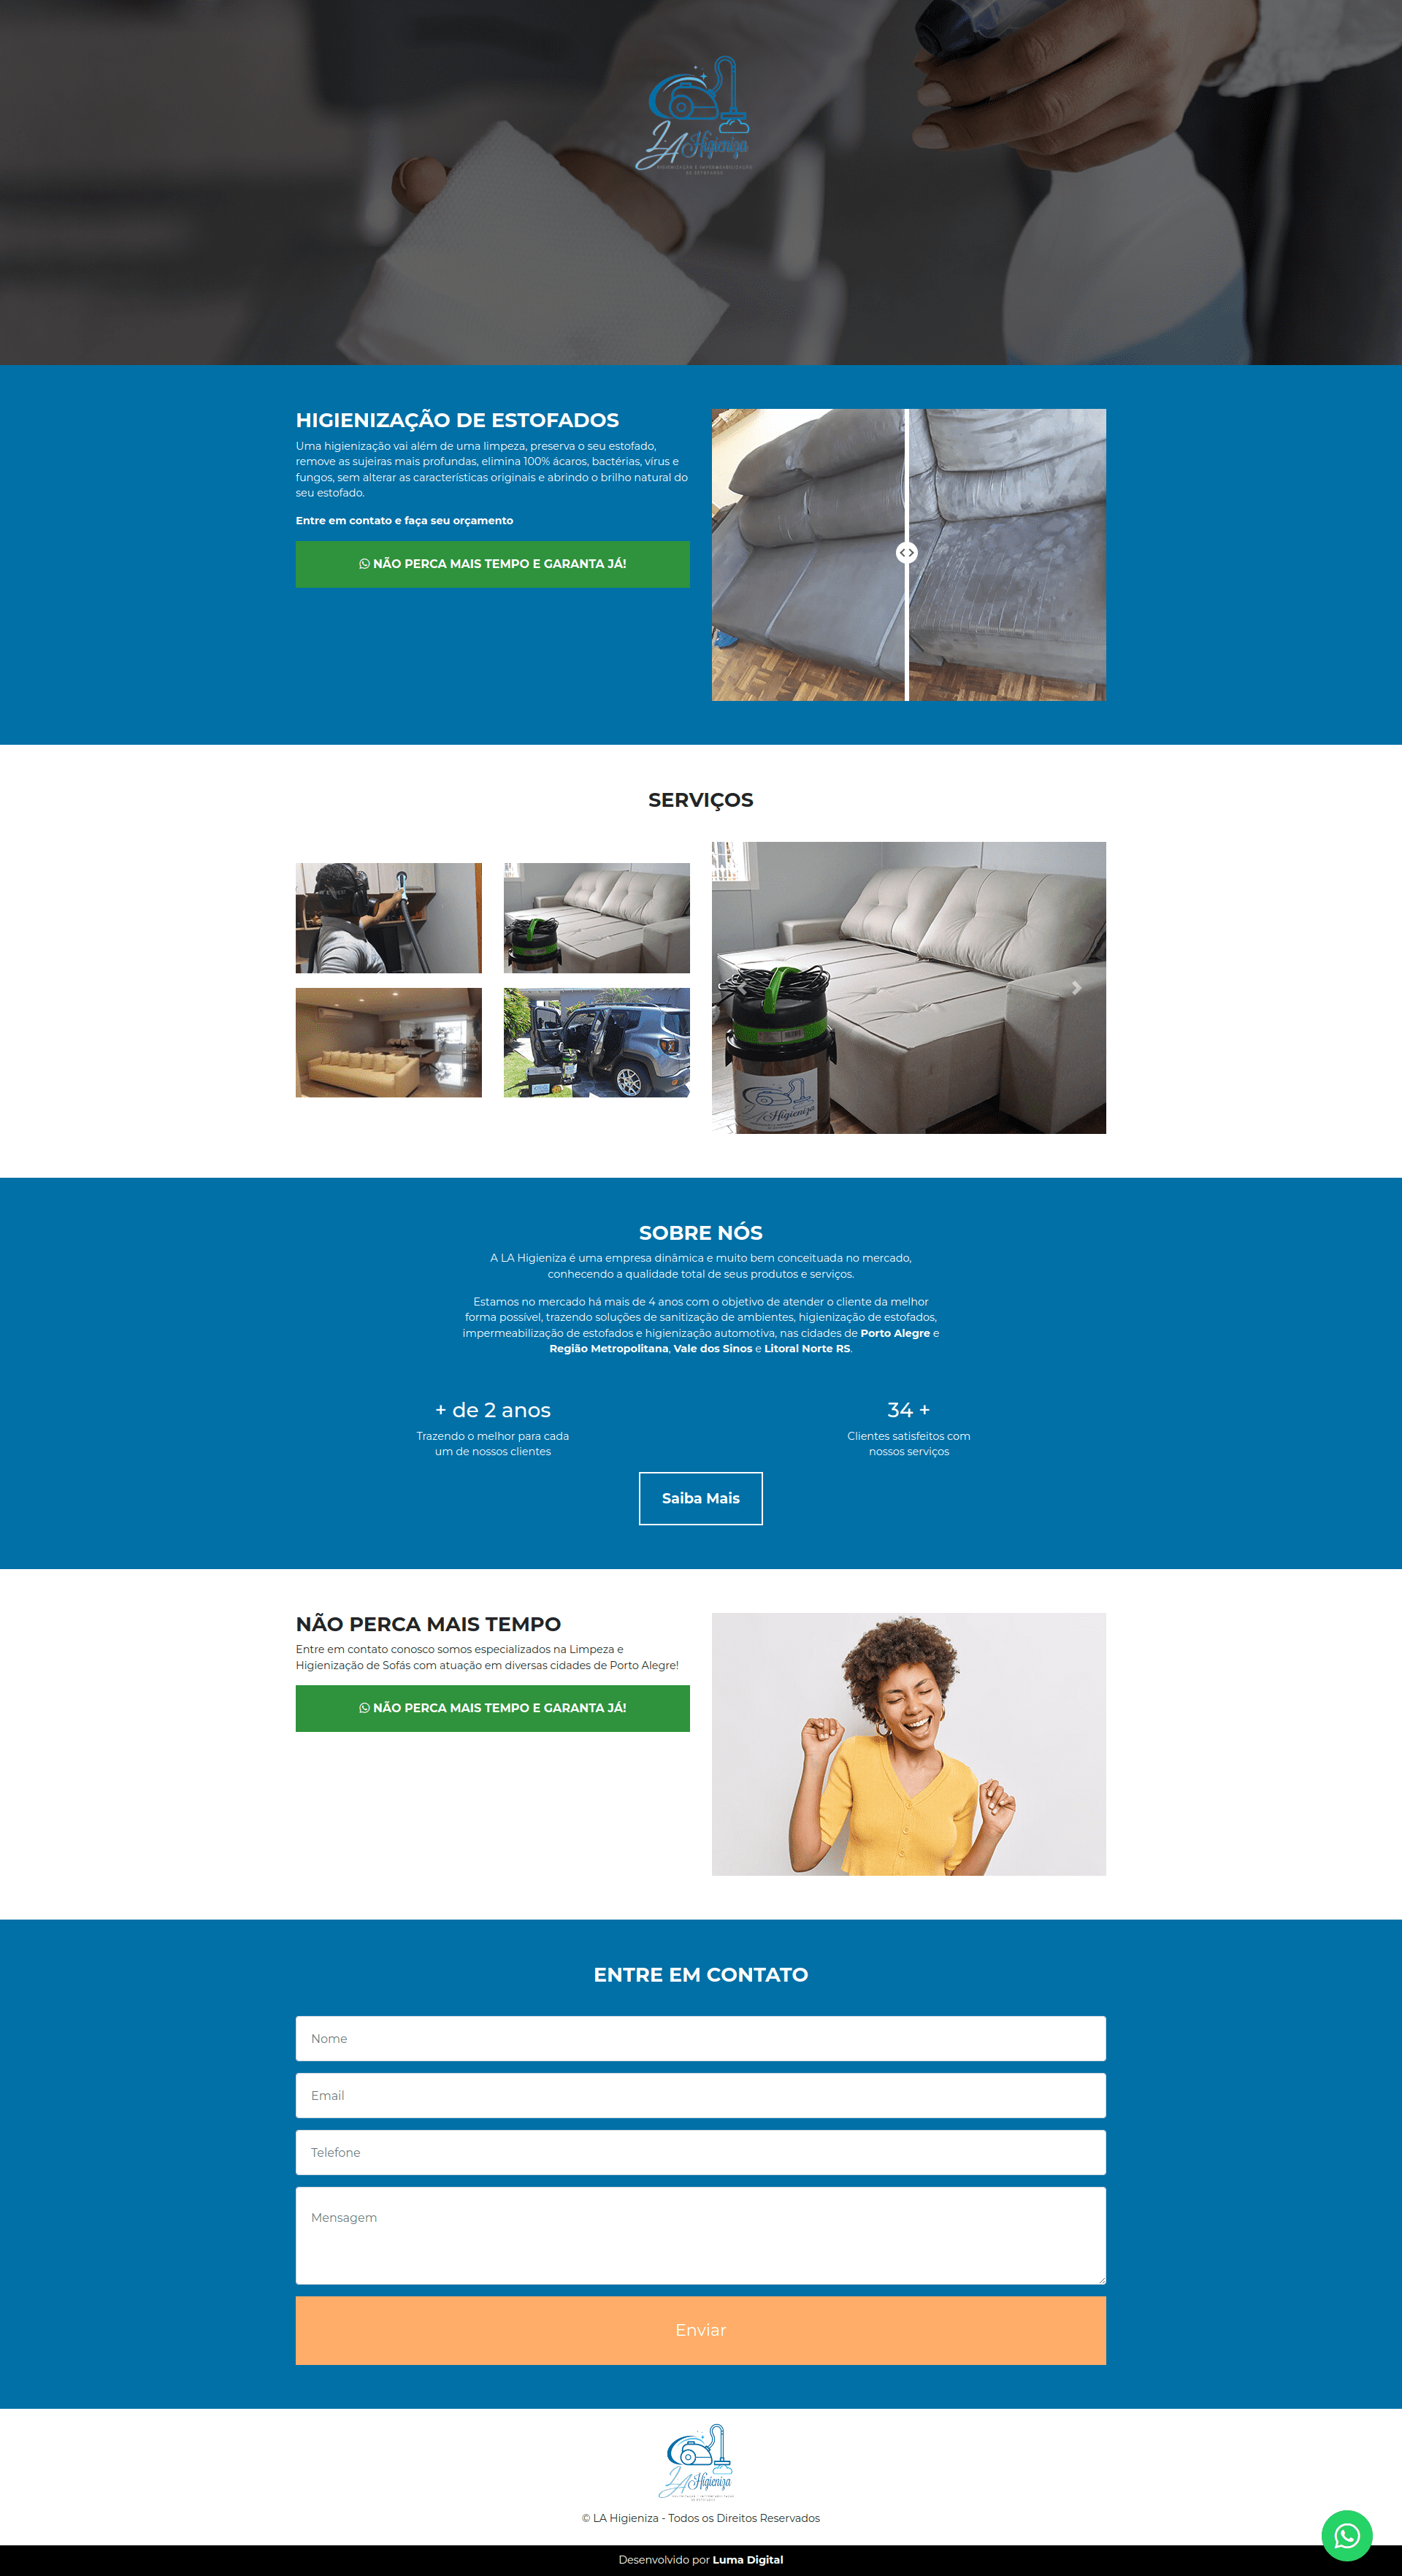 LA Higieniza
HIGIENIZAÇÃO E IMPERMEABILIZAÇÃO
DE ESTOFADOS
HIGIENIZAÇÃO DE ESTOFADOS
Uma higienização vai além de uma limpeza, preserva o seu estofado,
remove as sujeiras mais profundas, elimina 100% ácaros, bactérias, vírus e
fungos, sem alterar as características originais e abrindo o brilho natural do
seu estofado.
Entre em contato e faça seu orçamento
NÃO PERCA MAIS TEMPO E GARANTA JÁ!
SERVIÇOS
LA Higieniza
SOBRE NÓS
A LA Higieniza é uma empresa dinâmica e muito bem conceituada no mercado,
conhecendo a qualidade total de seus produtos e serviços.
Estamos no mercado há mais de 4 anos com o objetivo de atender o cliente da melhor
forma possível, trazendo soluções de sanitização de ambientes, higienização de estofados,
impermeabilização de estofados e higienização automotiva, nas cidades de Porto Alegre e
Região Metropolitana, Vale dos Sinos e Litoral Norte RS.
+ de 2 anos
Trazendo o melhor para cada
um de nossos clientes
34 +
Clientes satisfeitos com
nossos serviços
Saiba Mais
NÃO PERCA MAIS TEMPO
Entre em contato conosco somos especializados na Limpeza e
Higienização de Sofás com atuação em diversas cidades de Porto Alegre!
NÃO PERCA MAIS TEMPO E GARANTA JÁ!
ENTRE EM CONTATO
Nome
Email
Telefone
Mensagem
Enviar
LA Higieniza
© LA Higieniza - Todos os Direitos Reservados
Desenvolvido por Luma Digital